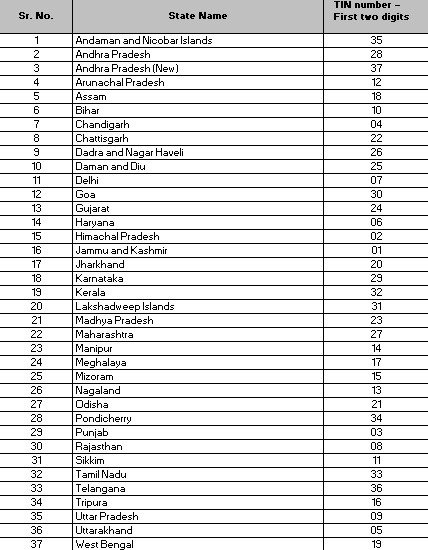 Sr. No. State Name TIN number – First two digits
1 Andaman and Nicobar Islands 35
2 Andhra Pradesh 28
3 Andhra Pradesh (New) 37
4 Arunachal Pradesh 12
5 Assam 18
6 Bihar 10
7 Chandigarh 04
8 Chattisgarh 22
9 Dadra and Nagar Haveli 26
10 Daman and Diu 25
11 Delhi 07
12 Goa 30
13 Gujarat 24
14 Haryana 06
15 Himachal Pradesh 02
16 Jammu and Kashmir 01
17 Jharkhand 20
18 Karnataka 29
19 Kerala 32
20 Lakshadweep Islands 31
21 Madhya Pradesh 23
22 Maharashtra 27
23 Manipur 14
24 Meghalaya 17
25 Mizoram 15
26 Nagaland 13
27 Odisha 21
28 Pondicherry 34
29 Punjab 03
30 Rajasthan 08
31 Sikkim 11
32 Tamil Nadu 33
33 Telangana 36
34 Tripura 16
35 Uttar Pradesh 09
36 Uttarakhand 05
37 West Bengal 19